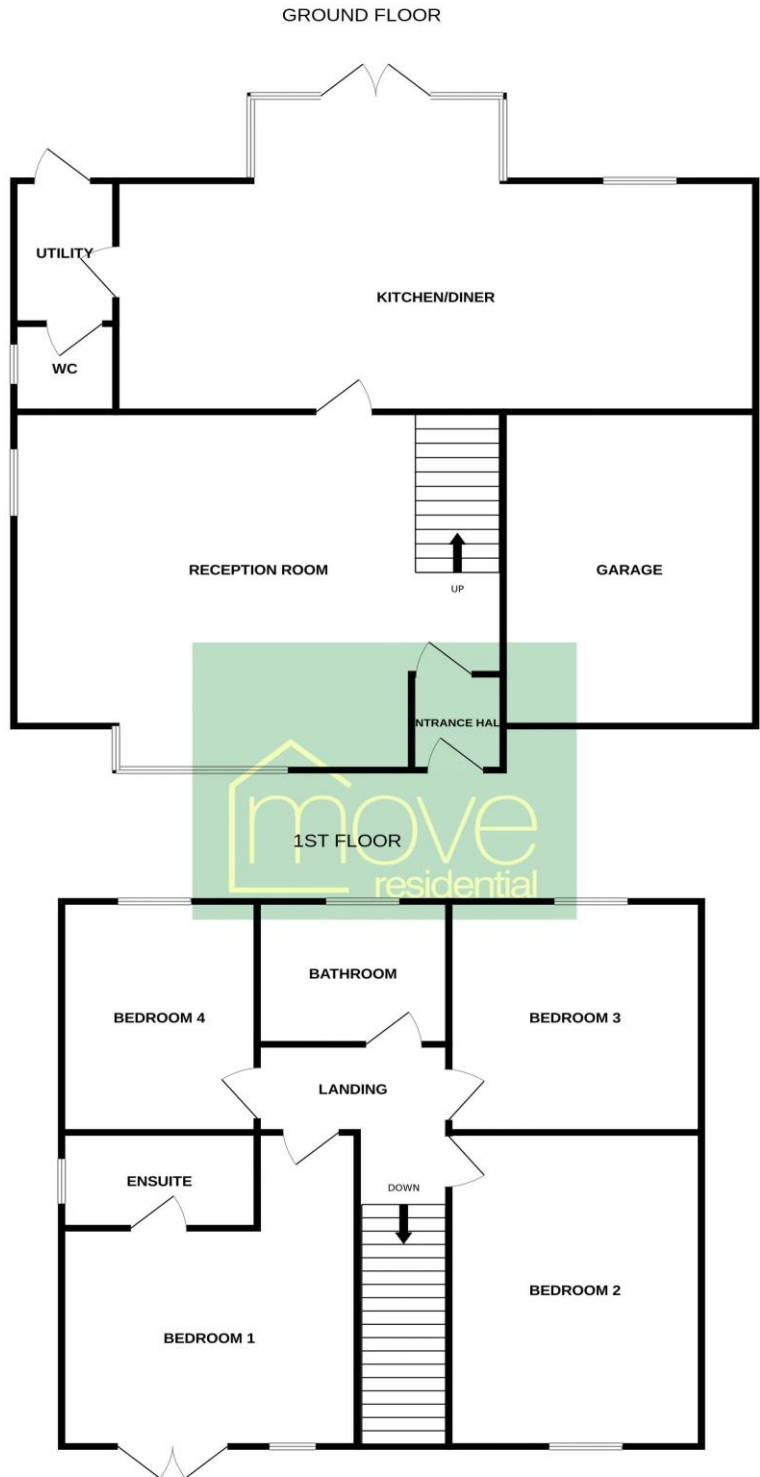 GROUND FLOOR
UTILITY
KITCHEN/DINER
WC
RECEPTION ROOM
GARAGE
UP
NTRANCE HAL
move
residential
1ST FLOOR
BATHROOM
BEDROOM 4
BEDROOM 3
LANDING
ENSUITE
DOWN
BEDROOM 2
BEDROOM 1